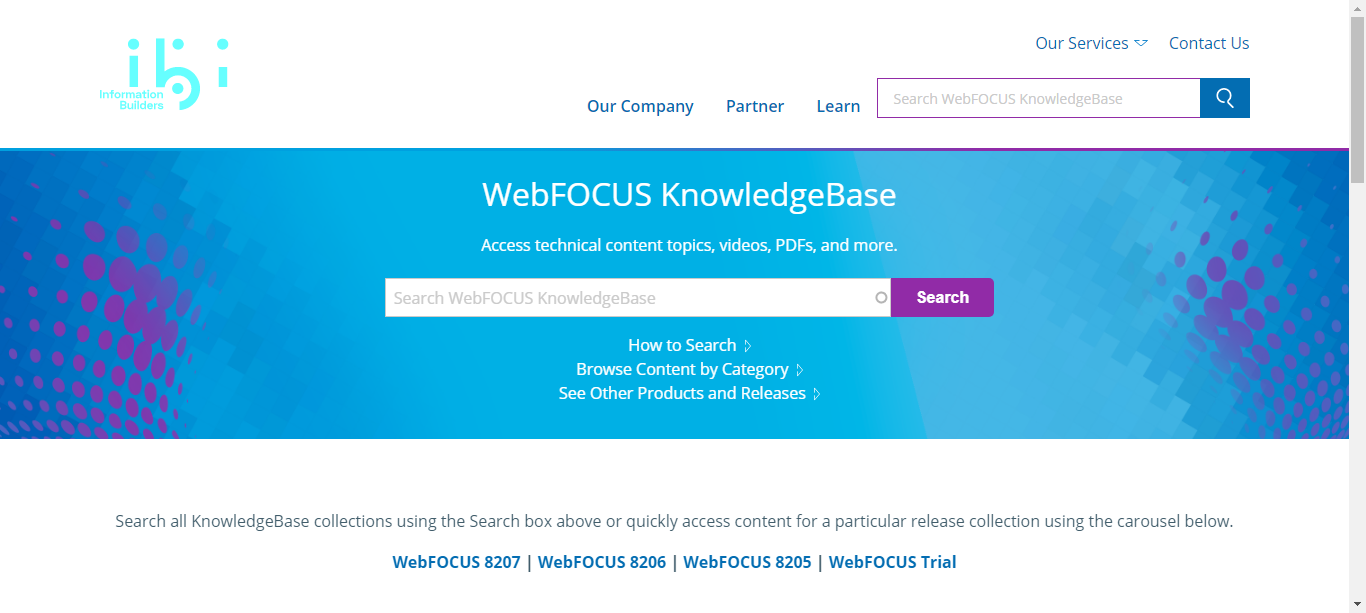 ibi
Information
Builders
Our Services
Contact Us
Our Company
Partner
Learn
Search WebFOCUS KnowledgeBase
WebFOCUS KnowledgeBase
Access technical content topics, videos, PDFs, and more.
Search WebFOCUS KnowledgeBase
Search
How to Search
Browse Content by Category
See Other Products and Releases
Search all KnowledgeBase collections using the Search box above or quickly access content for a particular release collection using the carousel below.
WebFOCUS 8207 | WebFOCUS 8206 | WebFOCUS 8205 | WebFOCUS Trial